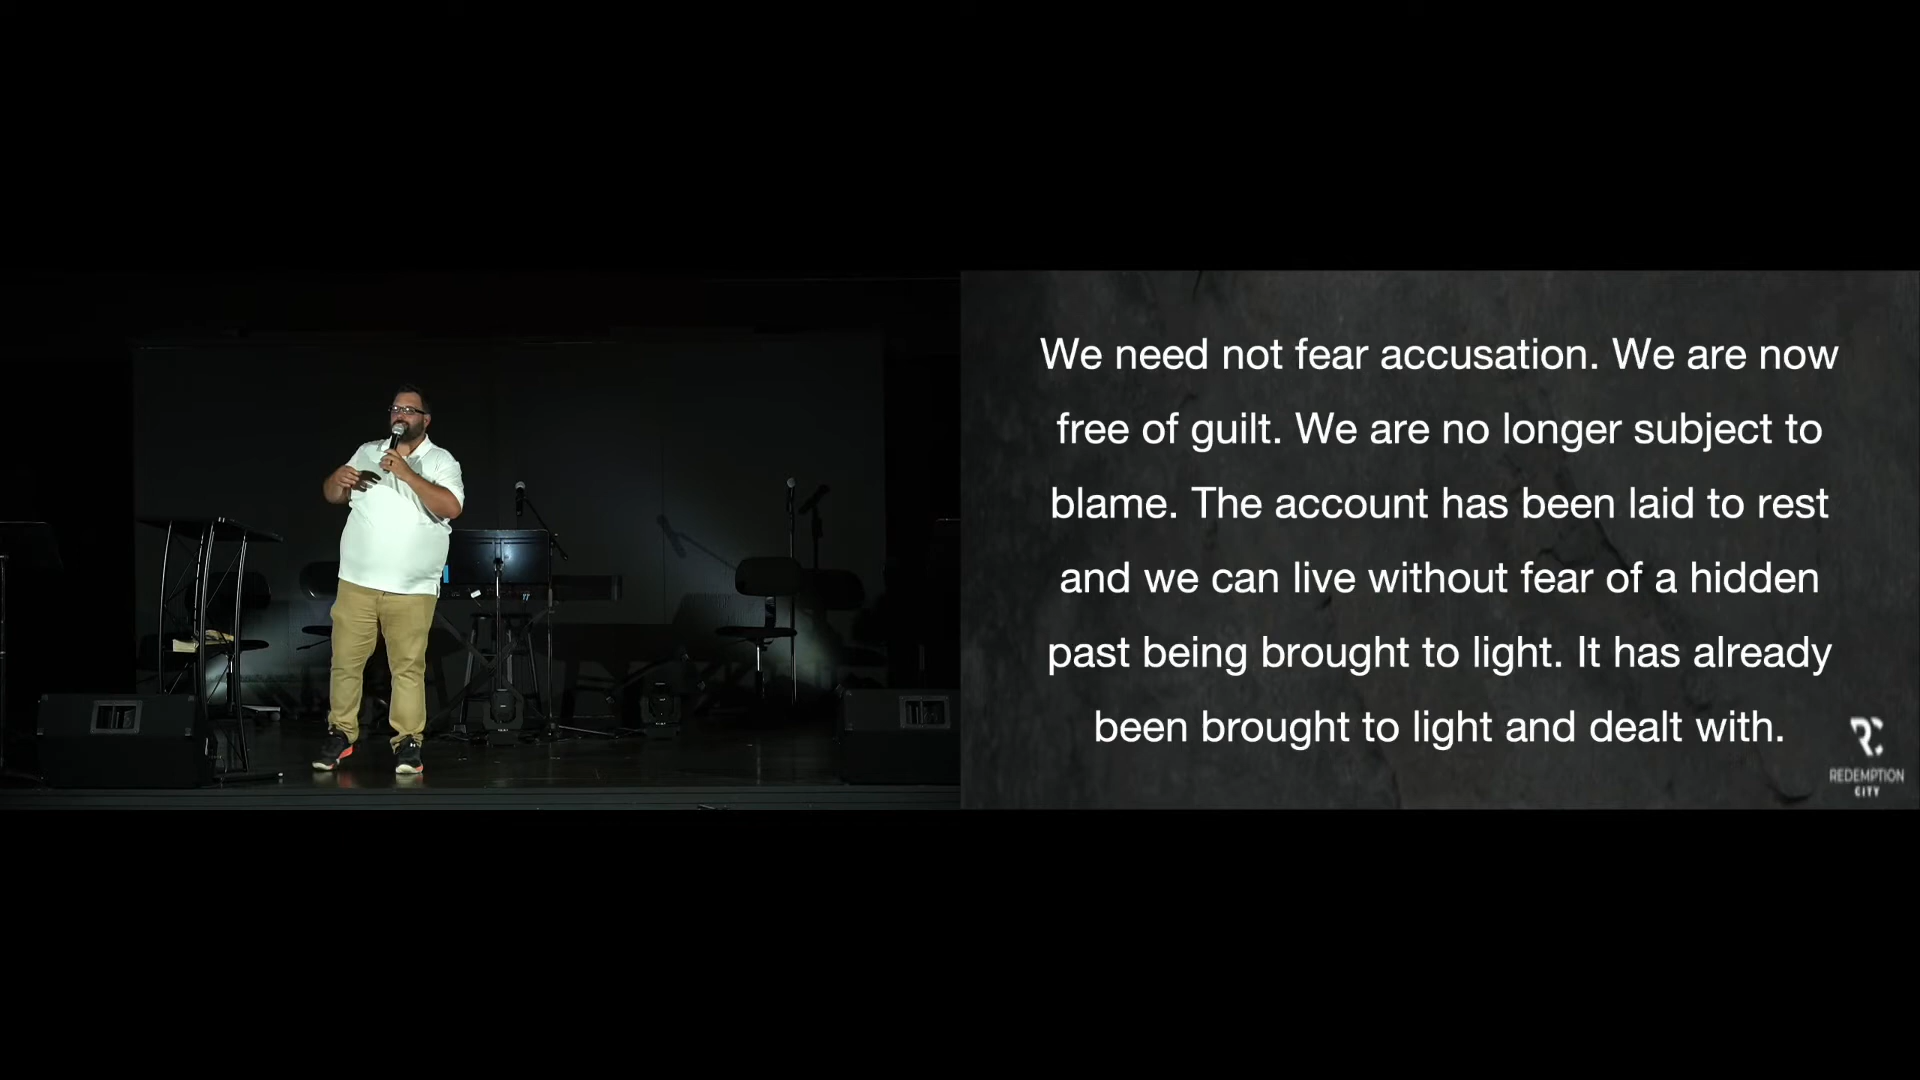 We need not fear accusation. We are now
free of guilt. We are no longer subject to
blame. The account has been laid to rest
and we can live without fear of a hidden
past being brought to light. It has already
been brought to light and dealt with.
RC
REDEMPTION
CITY